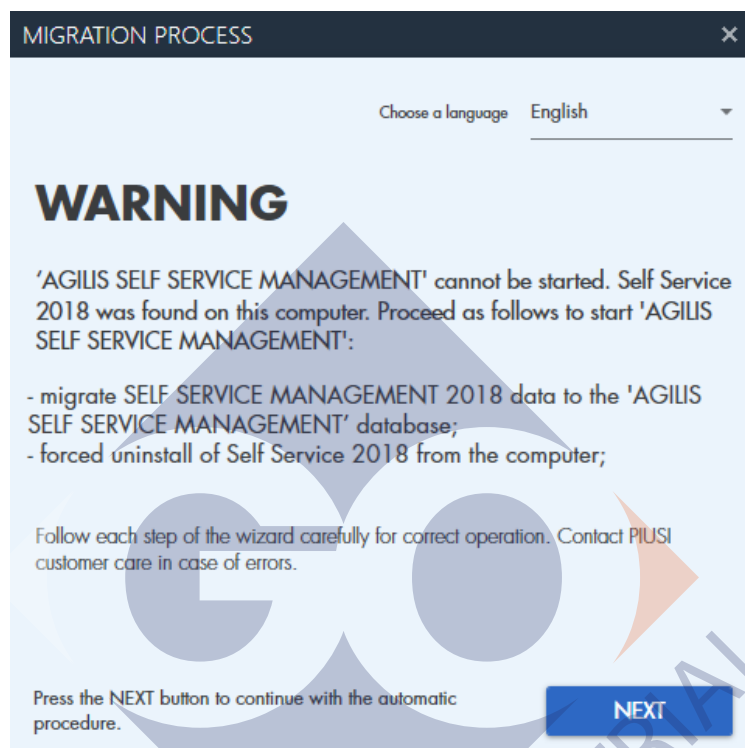 MIGRATION PROCESS
Choose a language English
WARNING
‘AGILIS SELF SERVICE MANAGEMENT' cannot be started. Self Service
2018 was found on this computer. Proceed as follows to start 'AGILIS
SELF SERVICE MANAGEMENT':
- migrate SELF SERVICE MANAGEMENT 2018 data to the 'AGILIS
SELF SERVICE MANAGEMENT’ database;
- forced uninstall of Self Service 2018 from the computer;
Follow each step of the wizard carefully for correct operation. Contact PIUSI
customer care in case of errors.
GO
Press the NEXT button to continue with the automatic
procedure.
NEXT